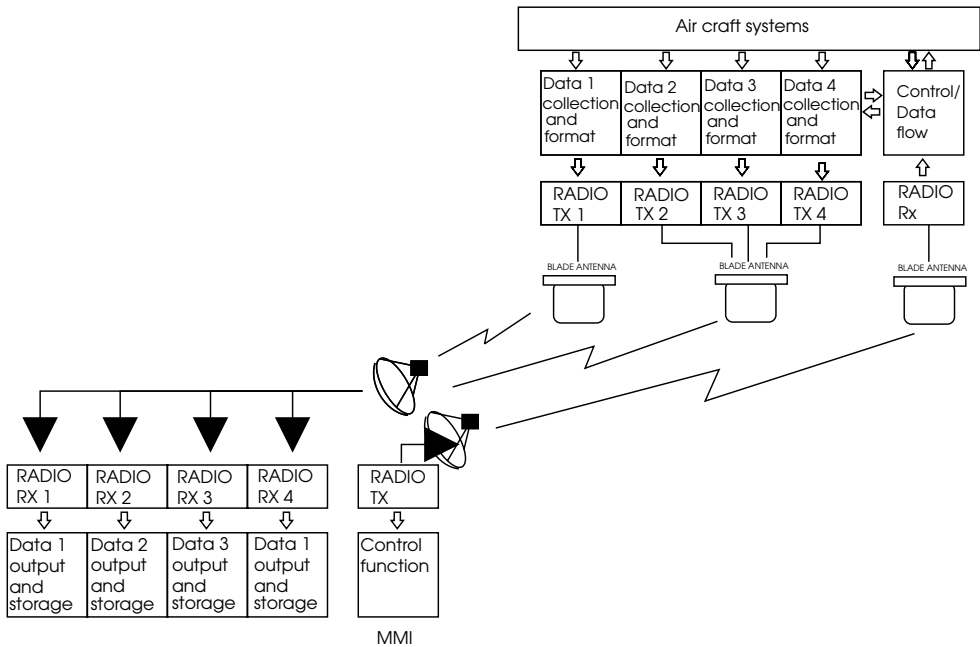 Air craft systems
Data 1
collection
and
format
Data 2
collection
and
format
Data 3
collection
and
format
Data 4
collection
and
format
Control/
Data
flow
RADIO
TX 1
RADIO
TX 2
RADIO
TX 3
RADIO
TX 4
RADIO
Rx
BLADE ANTENNA
BLADE ANTENNA
BLADE ANTENNA
RADIO
RX 1
RADIO
RX 2
RADIO
RX 3
RADIO
RX 4
RADIO
TX
Data 1
output
and
storage
Data 2
output
and
storage
Data 3
output
and
storage
Data 1
output
and
storage
Control
function
MMI